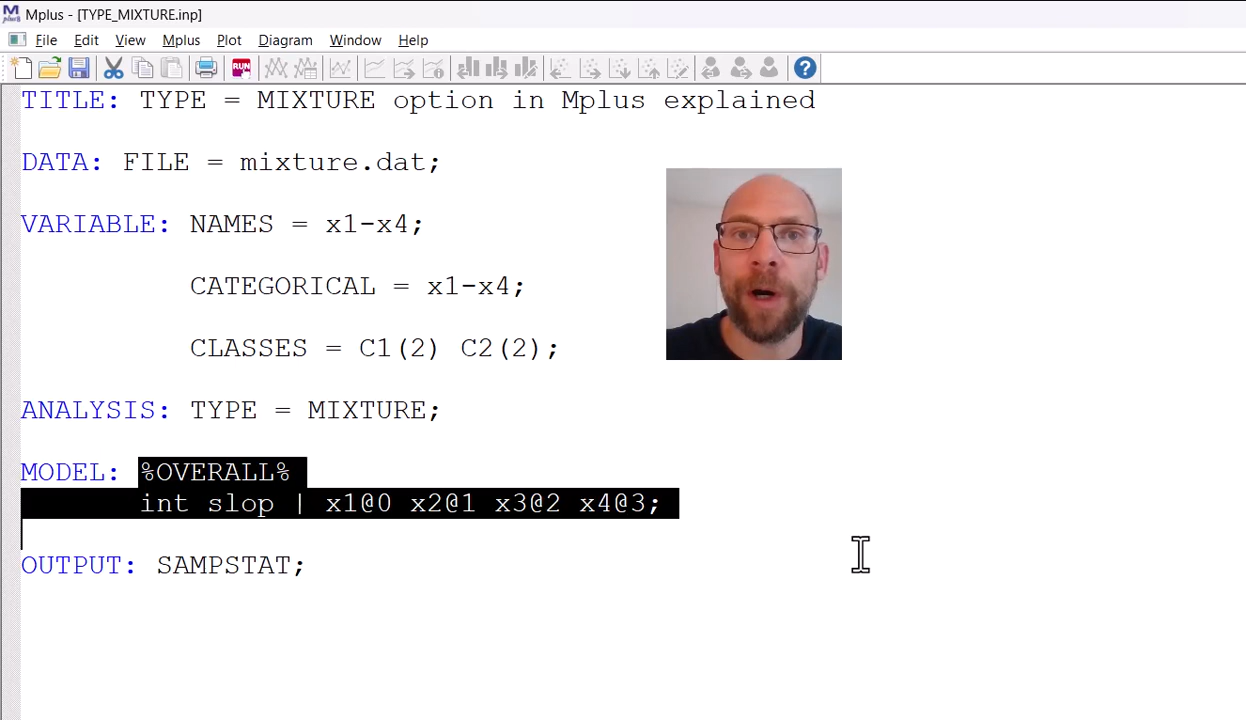 Mplus - [TYPE_MIXTURE.inp]
File Edit View Mplus Plot Diagram Window Help
RUN
TITLE: TYPE = MIXTURE option in Mplus explained
DATA: FILE = mixture.dat;
VARIABLE: NAMES = x1-x4;
CATEGORICAL = x1-x4;
CLASSES = C1(2) C2(2);
ANALYSIS: TYPE = MIXTURE;
MODEL: %OVERALL%
int slop | x1@0 x2@1 x3@2 x4@3;
OUTPUT: SAMPSTAT;